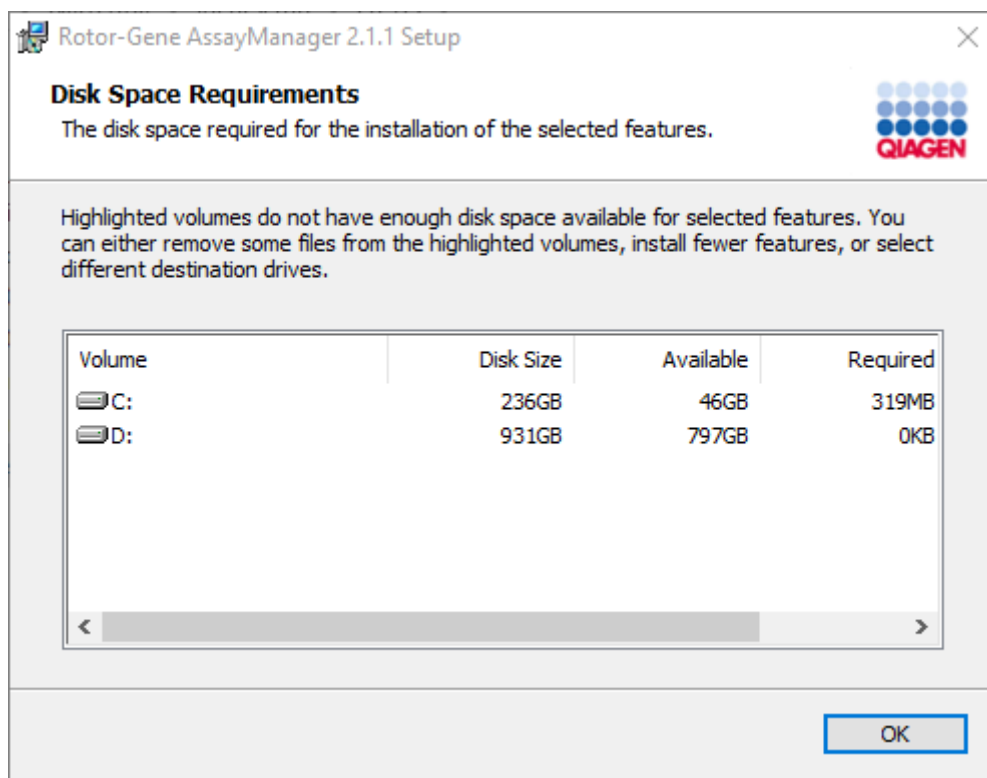 Rotor-Gene AssayManager 2.1.1 Setup
Disk Space Requirements
The disk space required for the installation of the selected features.
QIAGEN
Highlighted volumes do not have enough disk space available for selected features. You
can either remove some files from the highlighted volumes, install fewer features, or select
different destination drives.
Volume Disk Size Available Required
C: 236GB 46GB 319MB
D: 931GB 797GB 0KB
OK